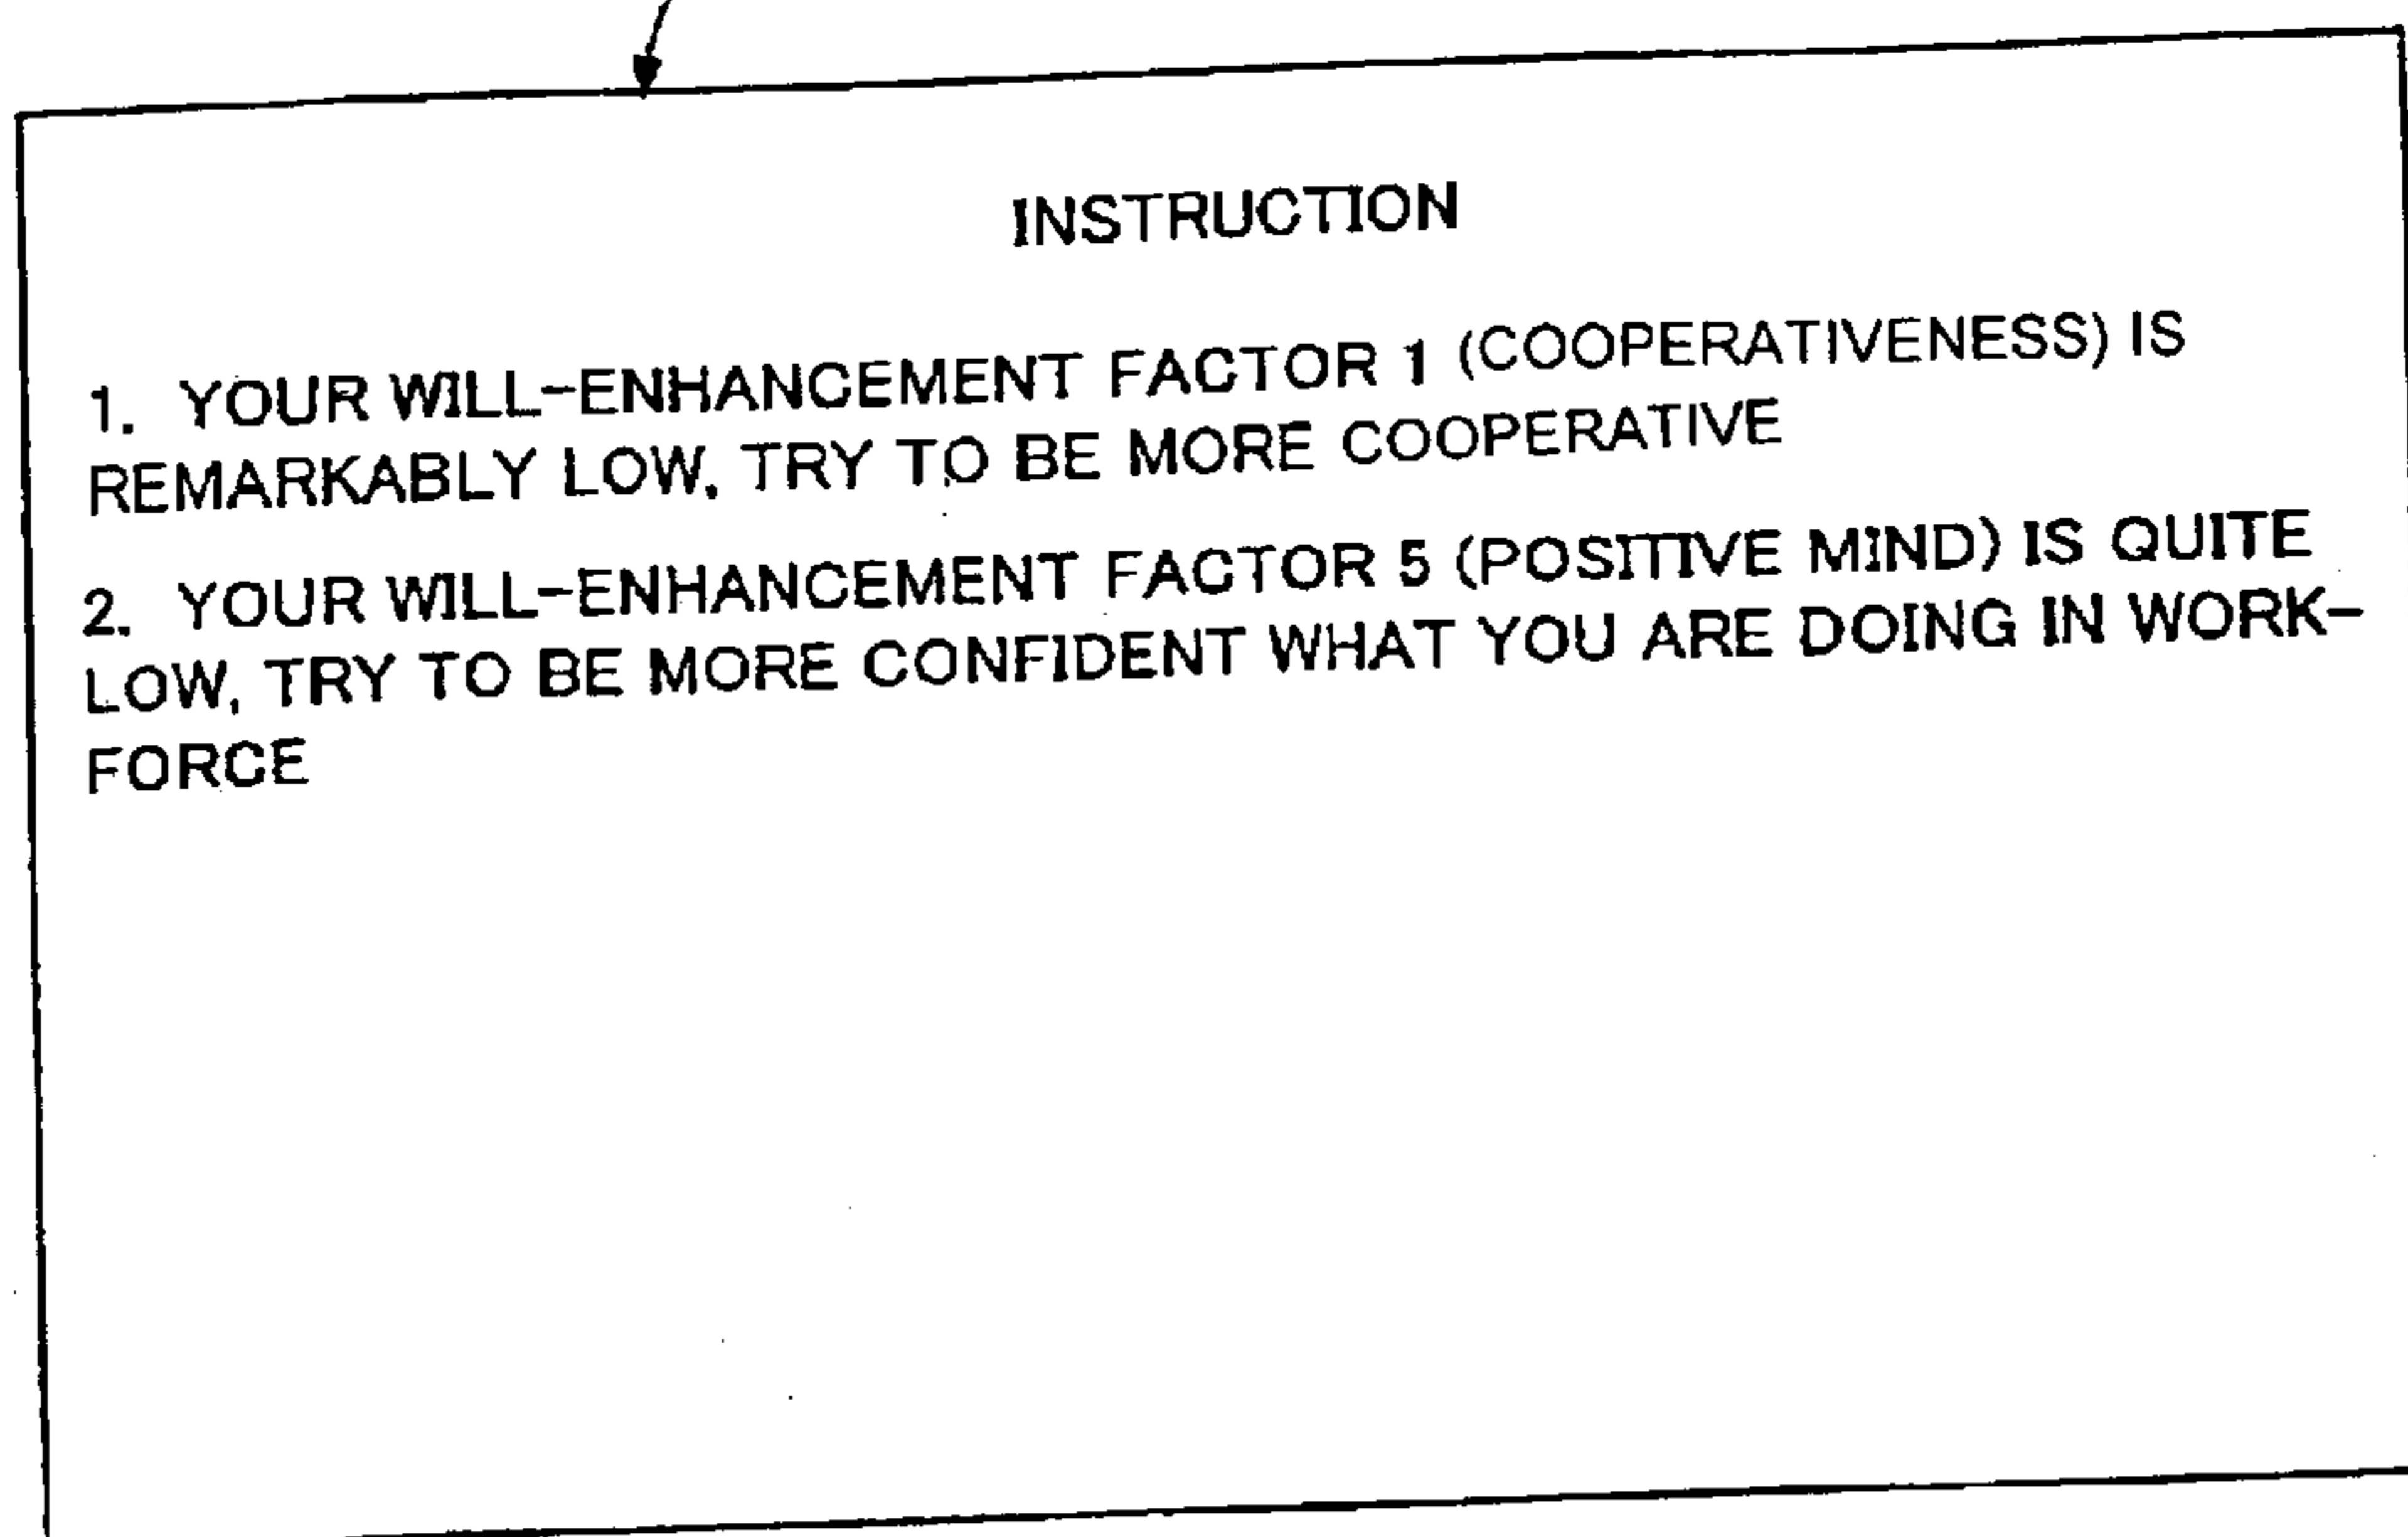 INSTRUCTION
1. YOUR WILL-ENHANCEMENT FACTOR 1 (COOPERATIVENESS) IS
REMARKABLY LOW, TRY TO BE MORE COOPERATIVE
2. YOUR WILL-ENHANCEMENT FACTOR 5 (POSITIVE MIND) IS QUITE
LOW, TRY TO BE MORE CONFIDENT WHAT YOU ARE DOING IN WORK-
FORCE